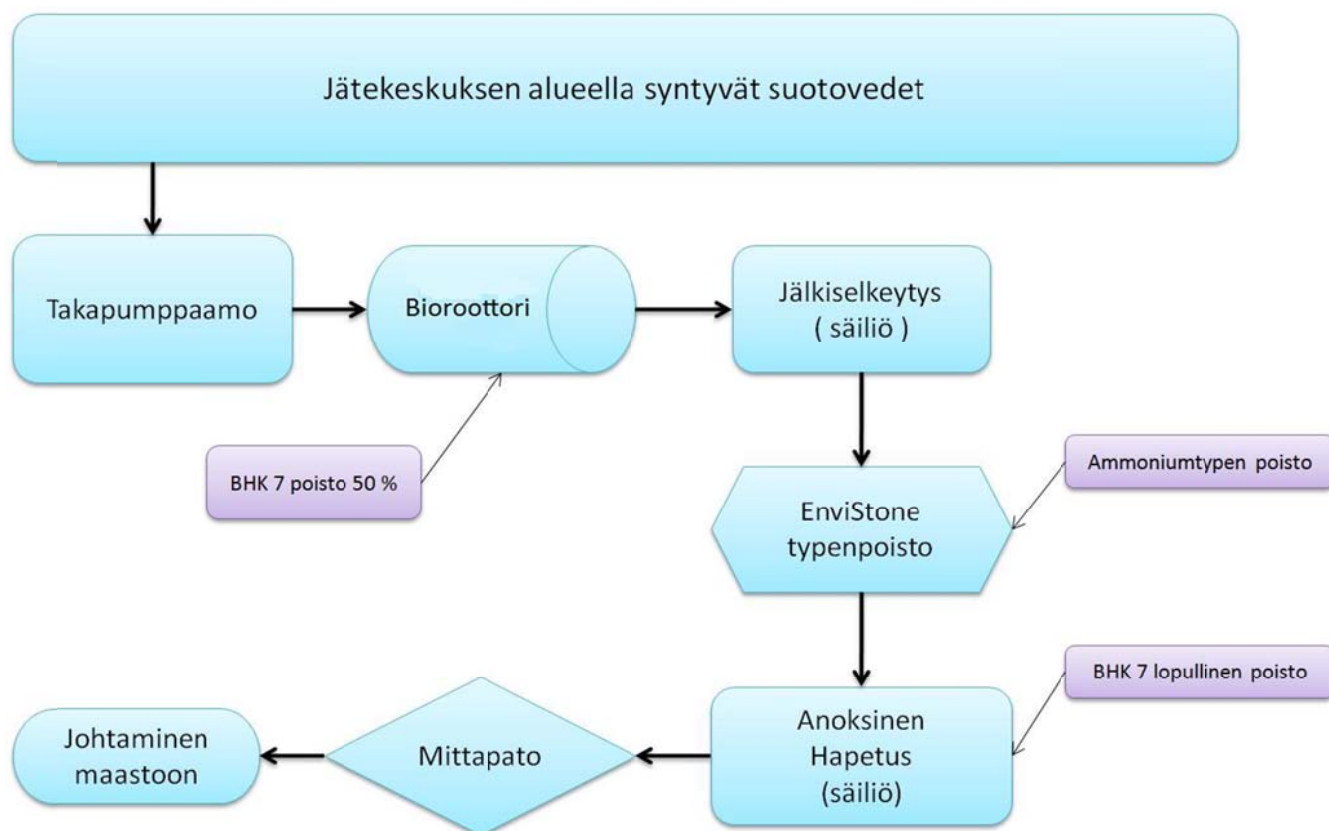 Jätekeskuksen alueella syntyvät suotovedet
Takapumppaamo
Bioroottori
Jälkiselkeytys
( säiliö )
BHK 7 poisto 50 %
Ammoniumtypen poisto
EnviStone
typenpoisto
BHK 7 lopullinen poisto
Anoksinen
Hapetus
(säiliö)
Mittapato
Johtaminen
maastoon